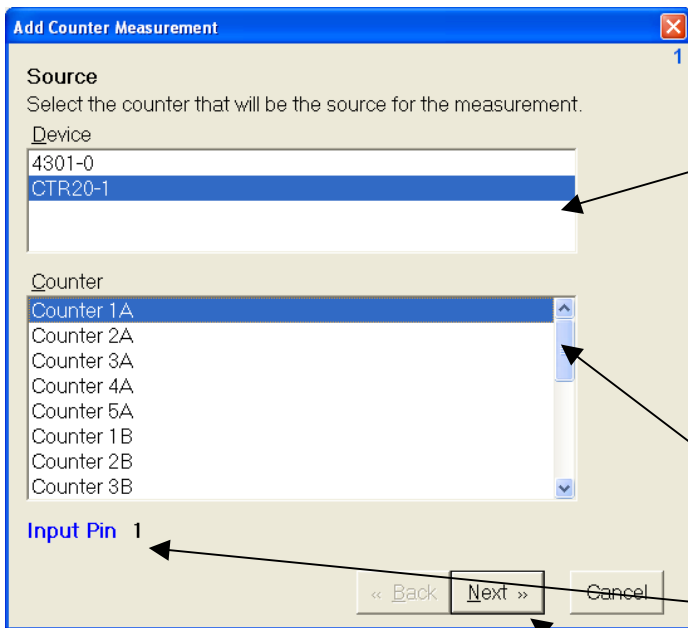 Add Counter Measurement
1
Source
Select the counter that will be the source for the measurement.
Device
4301-0
CTR20-1
Counter
Counter 1A
Counter 2A
Counter 3A
Counter 4A
Counter 5A
Counter 1B
Counter 2B
Counter 3B
Input Pin 1
« Back Next » Cancel